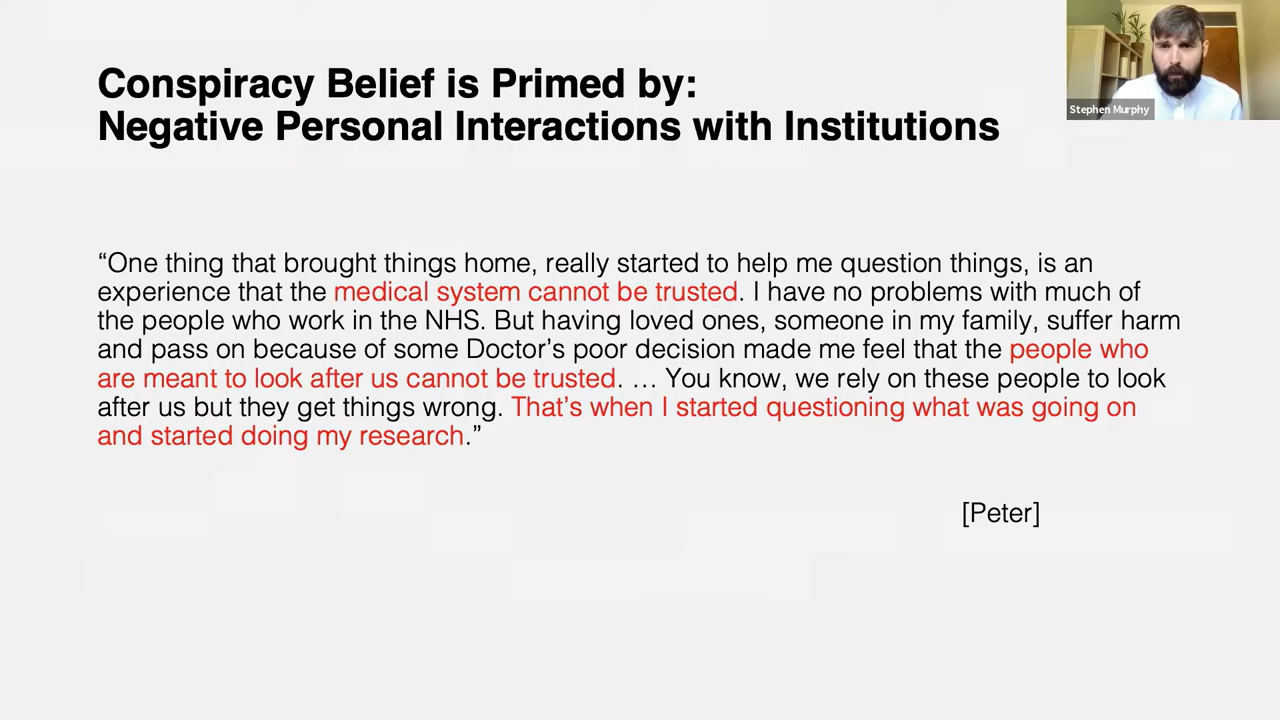 Conspiracy Belief is Primed by:
Negative Personal Interactions with Institutions
Stephen Murphy
“One thing that brought things home, really started to help me question things, is an
experience that the medical system cannot be trusted. I have no problems with much of
the people who work in the NHS. But having loved ones, someone in my family, suffer harm
and pass on because of some Doctor’s poor decision made me feel that the people who
are meant to look after us cannot be trusted. … You know, we rely on these people to look
after us but they get things wrong. That’s when I started questioning what was going on
and started doing my research.”
[Peter]